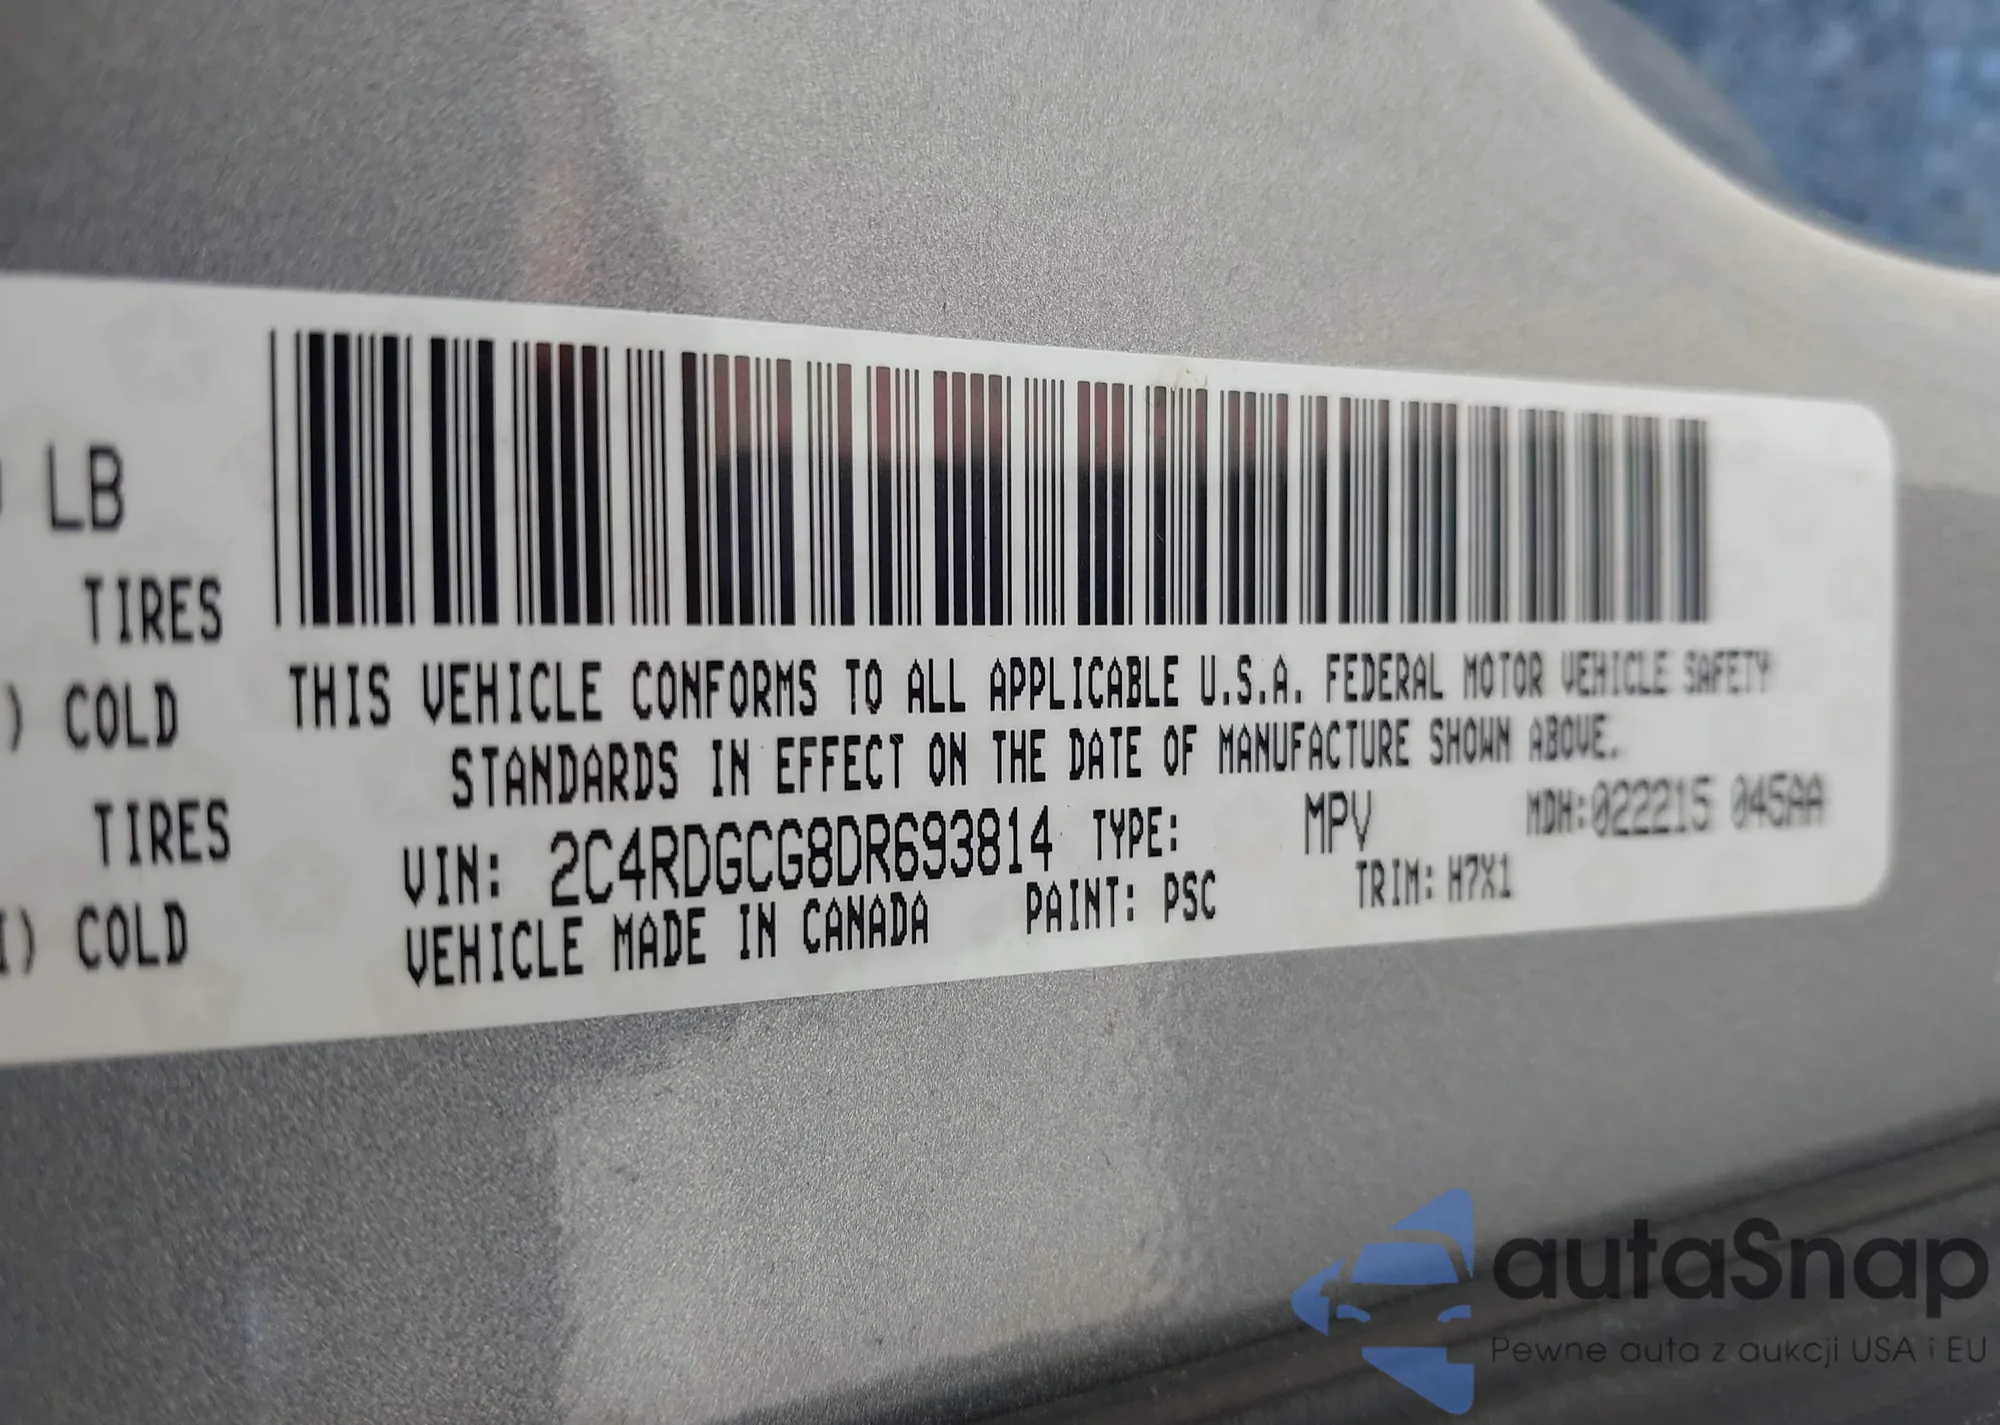 LB
TIRES
) COLD
TIRES
I) COLD
THIS VEHICLE CONFORMS TO ALL APPLICABLE U.S.A. FEDERAL MOTOR VEHICLE SAFETY
STANDARDS IN EFFECT ON THE DATE OF MANUFACTURE SHOWN ABOVE.
VIN: 2C4RDGCG8DR693814 TYPE: MPV MDH:022215 045AA
VEHICLE MADE IN CANADA PAINT: PSC TRIM: H7X1
autaSnap
Pewne auta z aukcji USA i EU